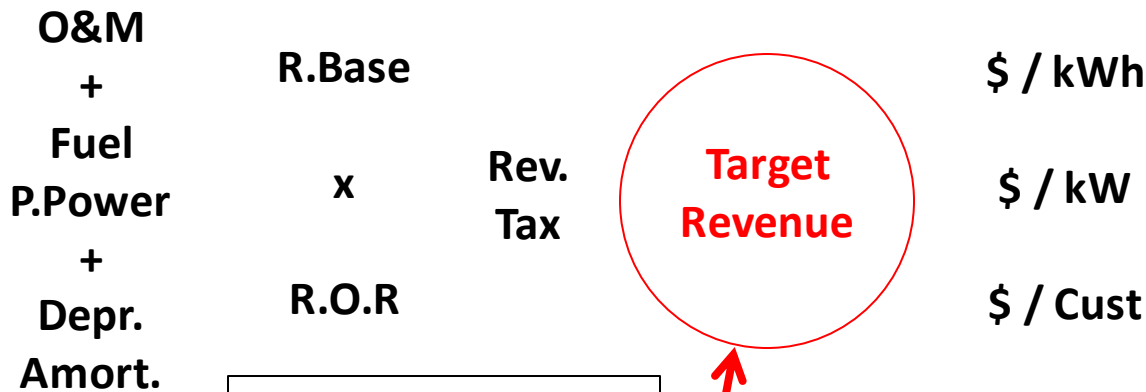 O&M
+
Fuel
P.Power
+
Depr.
Amort.
R.Base
x
R.O.R
Rev.
Tax
Target
Revenue
$ / kWh
$ / kW
$ / Cust